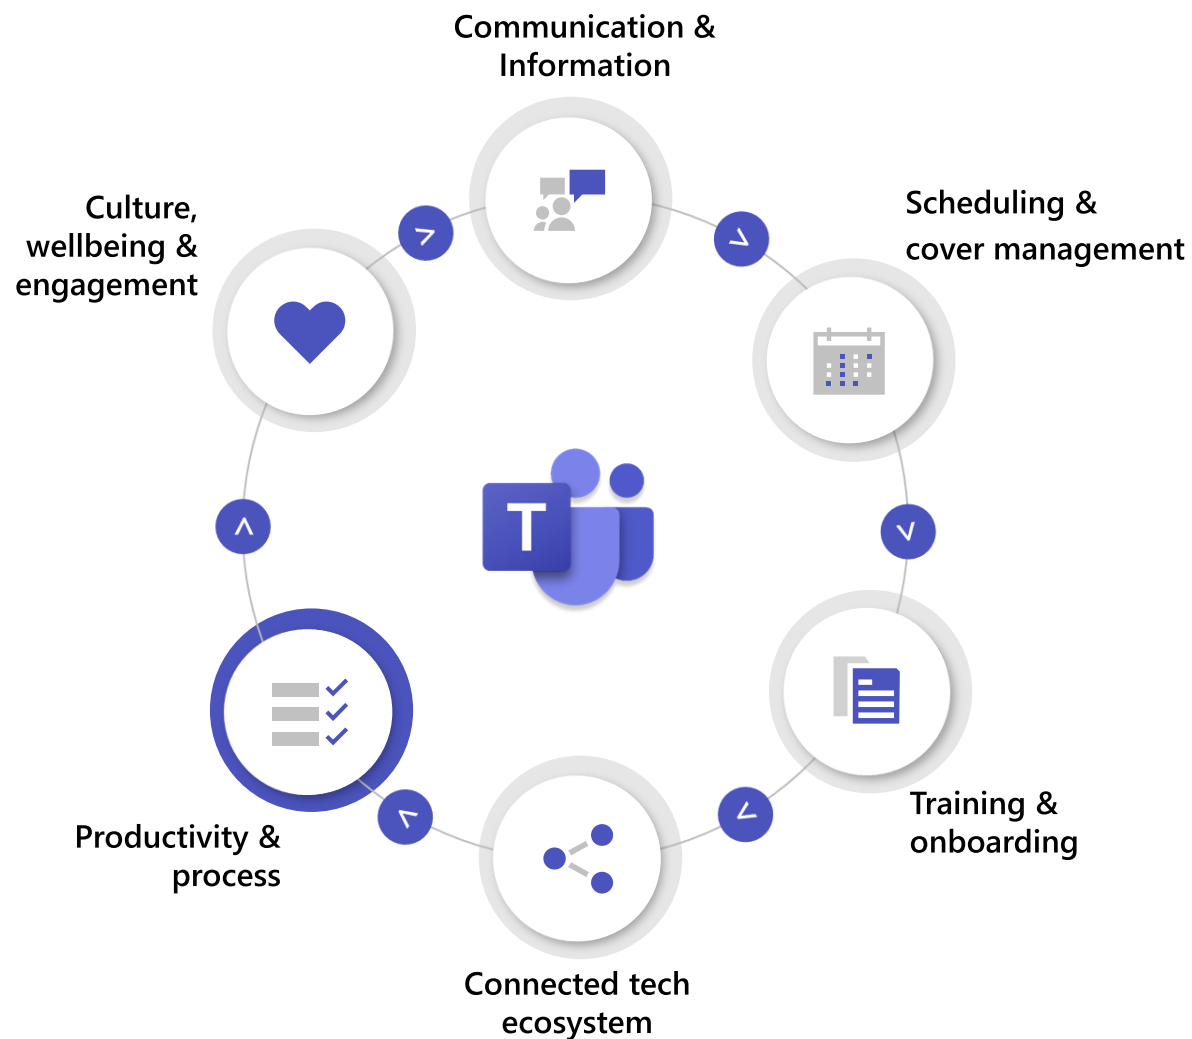 Communication &
Information
Culture,
wellbeing &
engagement
Scheduling &
cover management
T
Productivity &
process
Training &
onboarding
Connected tech
ecosystem